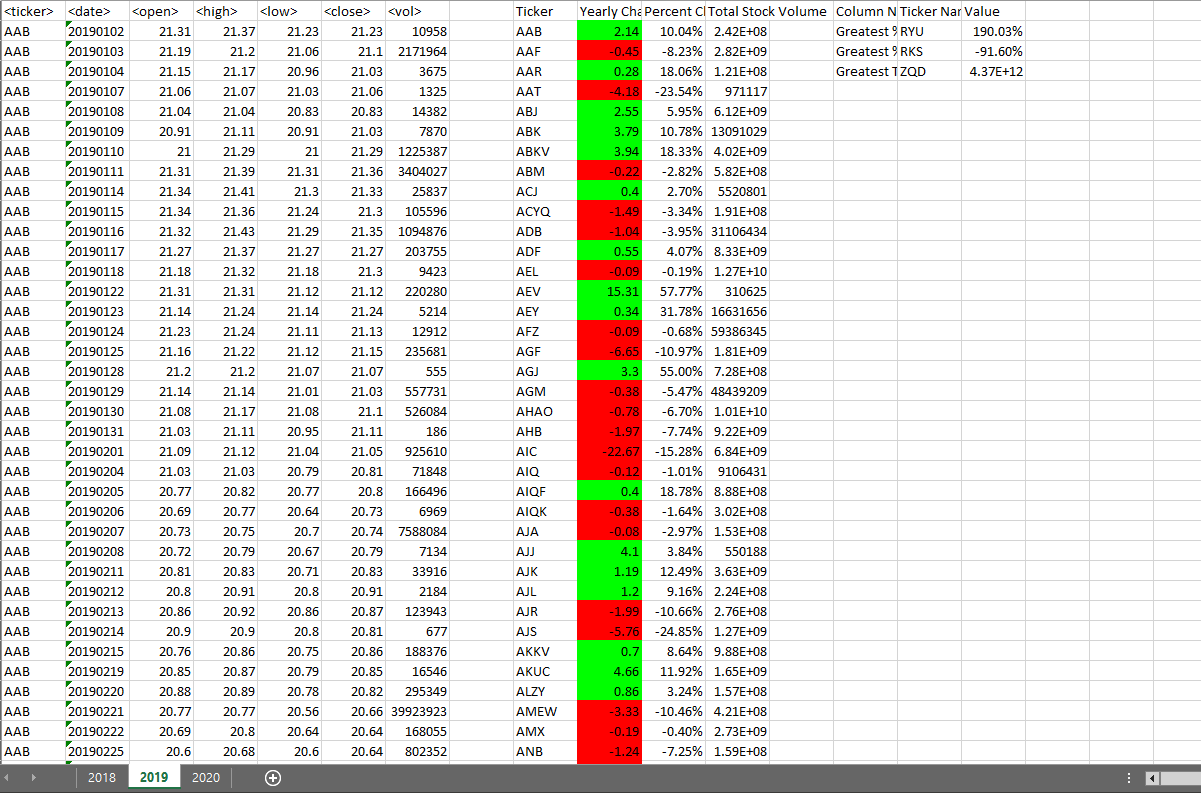 <ticker> <date> <open> <high> <low> <close> <vol> Ticker Yearly Cha Percent Cl Total Stock Volume Column N Ticker Nar Value
AAB 20190102 21.31 21.37 21.23 21.23 10958 AAB 2.14 10.04% 2.42E+08 Greatest % RYU 190.03%
AAB 20190103 21.19 21.2 21.06 21.1 2171964 AAF -0.45 -8.23% 2.82E+09 Greatest % RKS -91.60%
AAB 20190104 21.15 21.17 20.96 21.03 3675 AAR 0.28 18.06% 1.21E+08 Greatest T ZQD 4.37E+12
AAB 20190107 21.06 21.07 21.03 21.06 1325 AAT -4.18 -23.54% 971117
AAB 20190108 21.04 21.04 20.83 20.83 14382 ABJ 2.55 5.95% 6.12E+09
AAB 20190109 20.91 21.37 20.91 21.03 7870 ABK 3.79 10.78% 13091029
AAB 20190110 21 21.29 21 21.29 1225387 ABKV 3.94 18.33% 4.02E+09
AAB 20190111 21.31 21.39 21.31 21.36 3404027 ABM -0.22 -2.82% 5.82E+08
AAB 20190114 21.34 21.41 21.3 21.33 25837 ACJ 0.4 2.70% 5520801
AAB 20190115 21.34 21.36 21.24 21.3 105596 ACYQ -1.49 -3.34% 1.91E+08
AAB 20190116 21.32 21.43 21.29 21.35 1094876 ADB -1.04 -3.95% 31106434
AAB 20190117 21.27 21.37 21.27 21.27 203755 ADF 0.55 4.07% 8.33E+09
AAB 20190118 21.18 21.32 21.18 21.3 9423 AEL -0.09 -0.19% 1.27E+10
AAB 20190122 21.31 21.31 21.12 21.12 220280 AEV 15.31 57.77% 310625
AAB 20190123 21.14 21.24 21.14 21.24 5214 AEY 0.34 31.78% 16631656
AAB 20190124 21.23 21.24 21.11 21.13 12912 AFZ -0.09 -0.68% 59386345
AAB 20190125 21.16 21.22 21.12 21.15 235681 AGF -6.65 -10.97% 1.81E+09
AAB 20190128 21.2 21.2 21.07 21.07 555 AGJ 3.3 55.00% 7.28E+08
AAB 20190129 21.14 21.14 21.01 21.03 557731 AGM -0.38 -5.47% 48439209
AAB 20190130 21.08 21.17 21.08 21.1 526084 AHAO -0.78 -6.70% 1.01E+10
AAB 20190131 21.03 21.11 20.95 21.11 186 AHB -1.97 -7.74% 9.22E+09
AAB 20190201 21.09 21.12 21.04 21.05 925610 AIC -22.67 -15.28% 6.84E+09
AAB 20190204 21.03 21.03 20.79 20.81 71848 AIQ -0.12 -1.01% 9106431
AAB 20190205 20.77 20.82 20.77 20.8 166496 AIQF 0.4 18.78% 8.88E+08
AAB 20190206 20.69 20.77 20.64 20.73 6969 AIQK -0.38 -1.64% 3.02E+08
AAB 20190207 20.73 20.75 20.7 20.74 7588084 AJA -0.08 -2.97% 1.53E+08
AAB 20190208 20.72 20.79 20.67 20.79 7134 AJJ 4.1 3.84% 550188
AAB 20190211 20.81 20.83 20.71 20.83 33916 AJK 1.19 12.49% 3.63E+09
AAB 20190212 20.8 20.91 20.8 20.91 2184 AJL 1.2 9.16% 2.24E+08
AAB 20190213 20.86 20.92 20.86 20.87 123943 AJR -1.99 -10.66% 2.76E+08
AAB 20190214 20.9 20.9 20.8 20.81 677 AJS -5.76 -24.85% 1.27E+09
AAB 20190215 20.76 20.86 20.75 20.86 188376 AKKV 0.7 8.64% 9.88E+08
AAB 20190219 20.85 20.87 20.79 20.85 16546 AKUC 4.66 11.92% 1.65E+09
AAB 20190220 20.88 20.89 20.78 20.82 295349 ALZY 0.86 3.24% 1.57E+08
AAB 20190221 20.77 20.77 20.56 20.66 39923923 AMEW -3.33 -10.46% 4.21E+08
AAB 20190222 20.69 20.8 20.64 20.64 168055 AMX -0.19 -0.40% 2.73E+09
AAB 20190225 20.6 20.68 20.6 20.64 802352 ANB -1.24 -7.25% 1.59E+08
2018 2019 2020